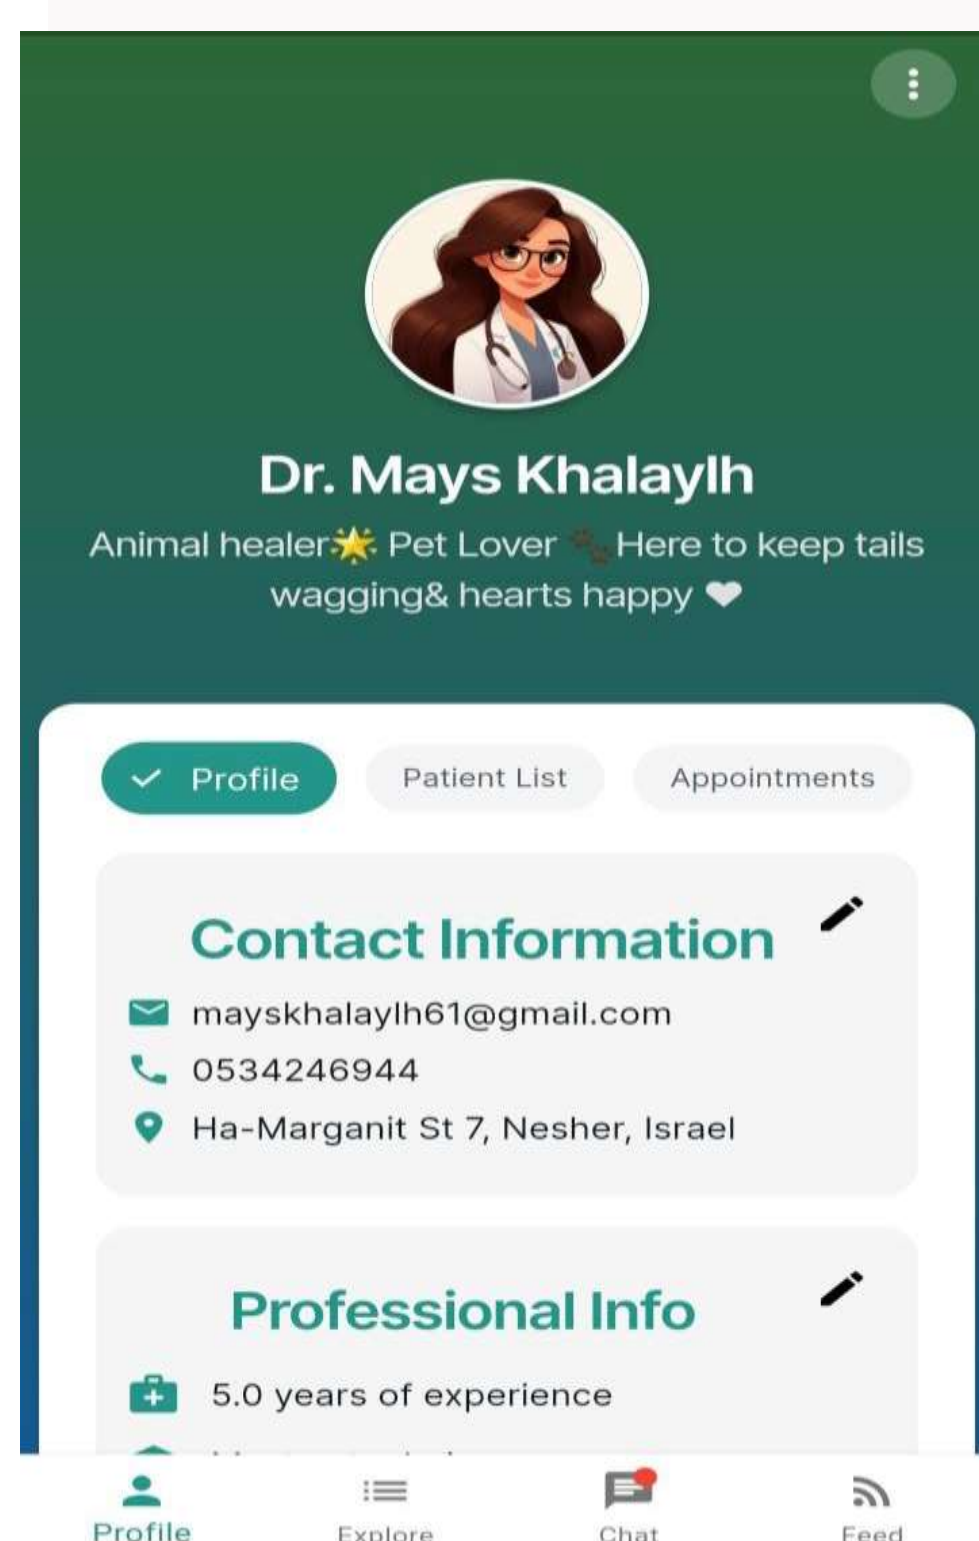 Dr. Mays Khalaylh
Animal healer🌟 Pet Lover 🐾Here to keep tails
wagging& hearts happy 🤍
Profile
Patient List
Appointments
Contact Information
mayskhalaylh61@gmail.com
0534246944
Ha-Marganit St 7, Nesher, Israel
Professional Info
5.0 years of experience
Profile
Explore
Chat
Feed